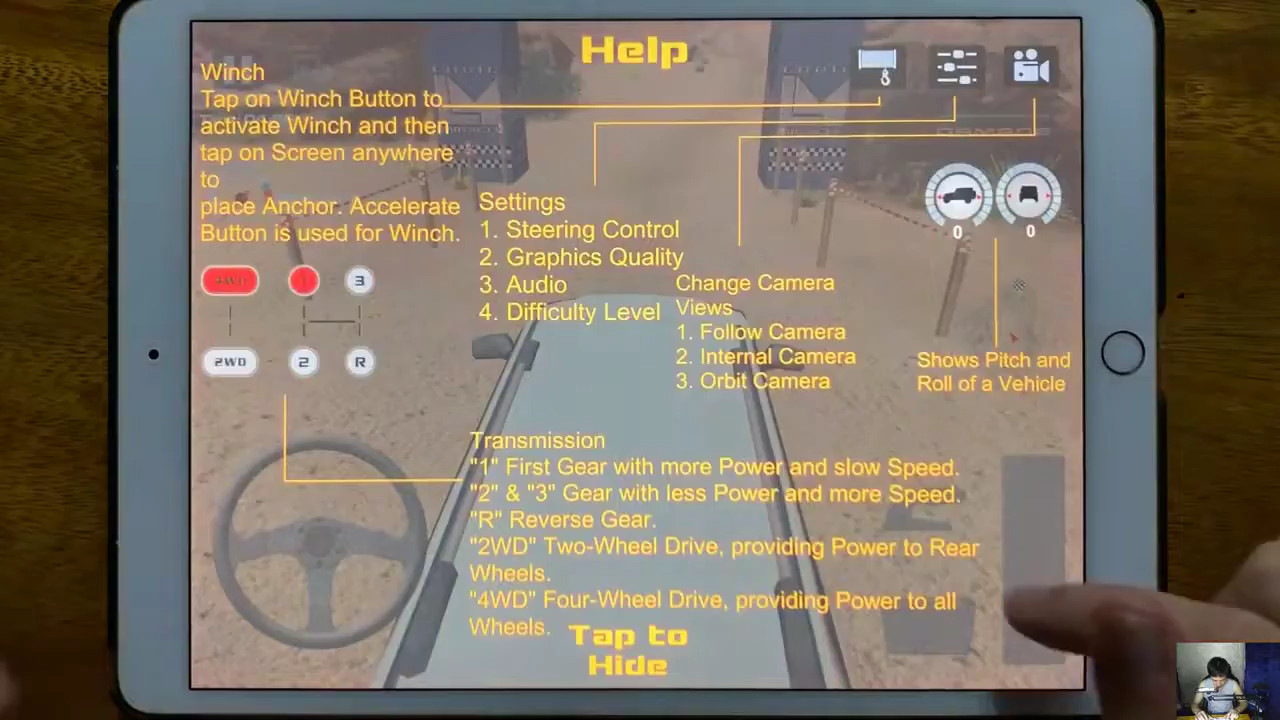 Help
Winch
Tap on Winch Button to
activate Winch and then
tap on Screen anywhere
to
place Anchor. Accelerate
Button is used for Winch.
Settings
1. Steering Control
2. Graphics Quality
3. Audio
4. Difficulty Level
Change Camera
Views
1. Follow Camera
2. Internal Camera
3. Orbit Camera
0
0
Shows Pitch and
Roll of a Vehicle
4WD
3
2WD
2
R
Transmission
"1" First Gear with more Power and slow Speed.
"2" & "3" Gear with less Power and more Speed.
"R" Reverse Gear.
"2WD" Two-Wheel Drive, providing Power to Rear
Wheels.
"4WD" Four-Wheel Drive, providing Power to all
Wheels.
Tap to
Hide